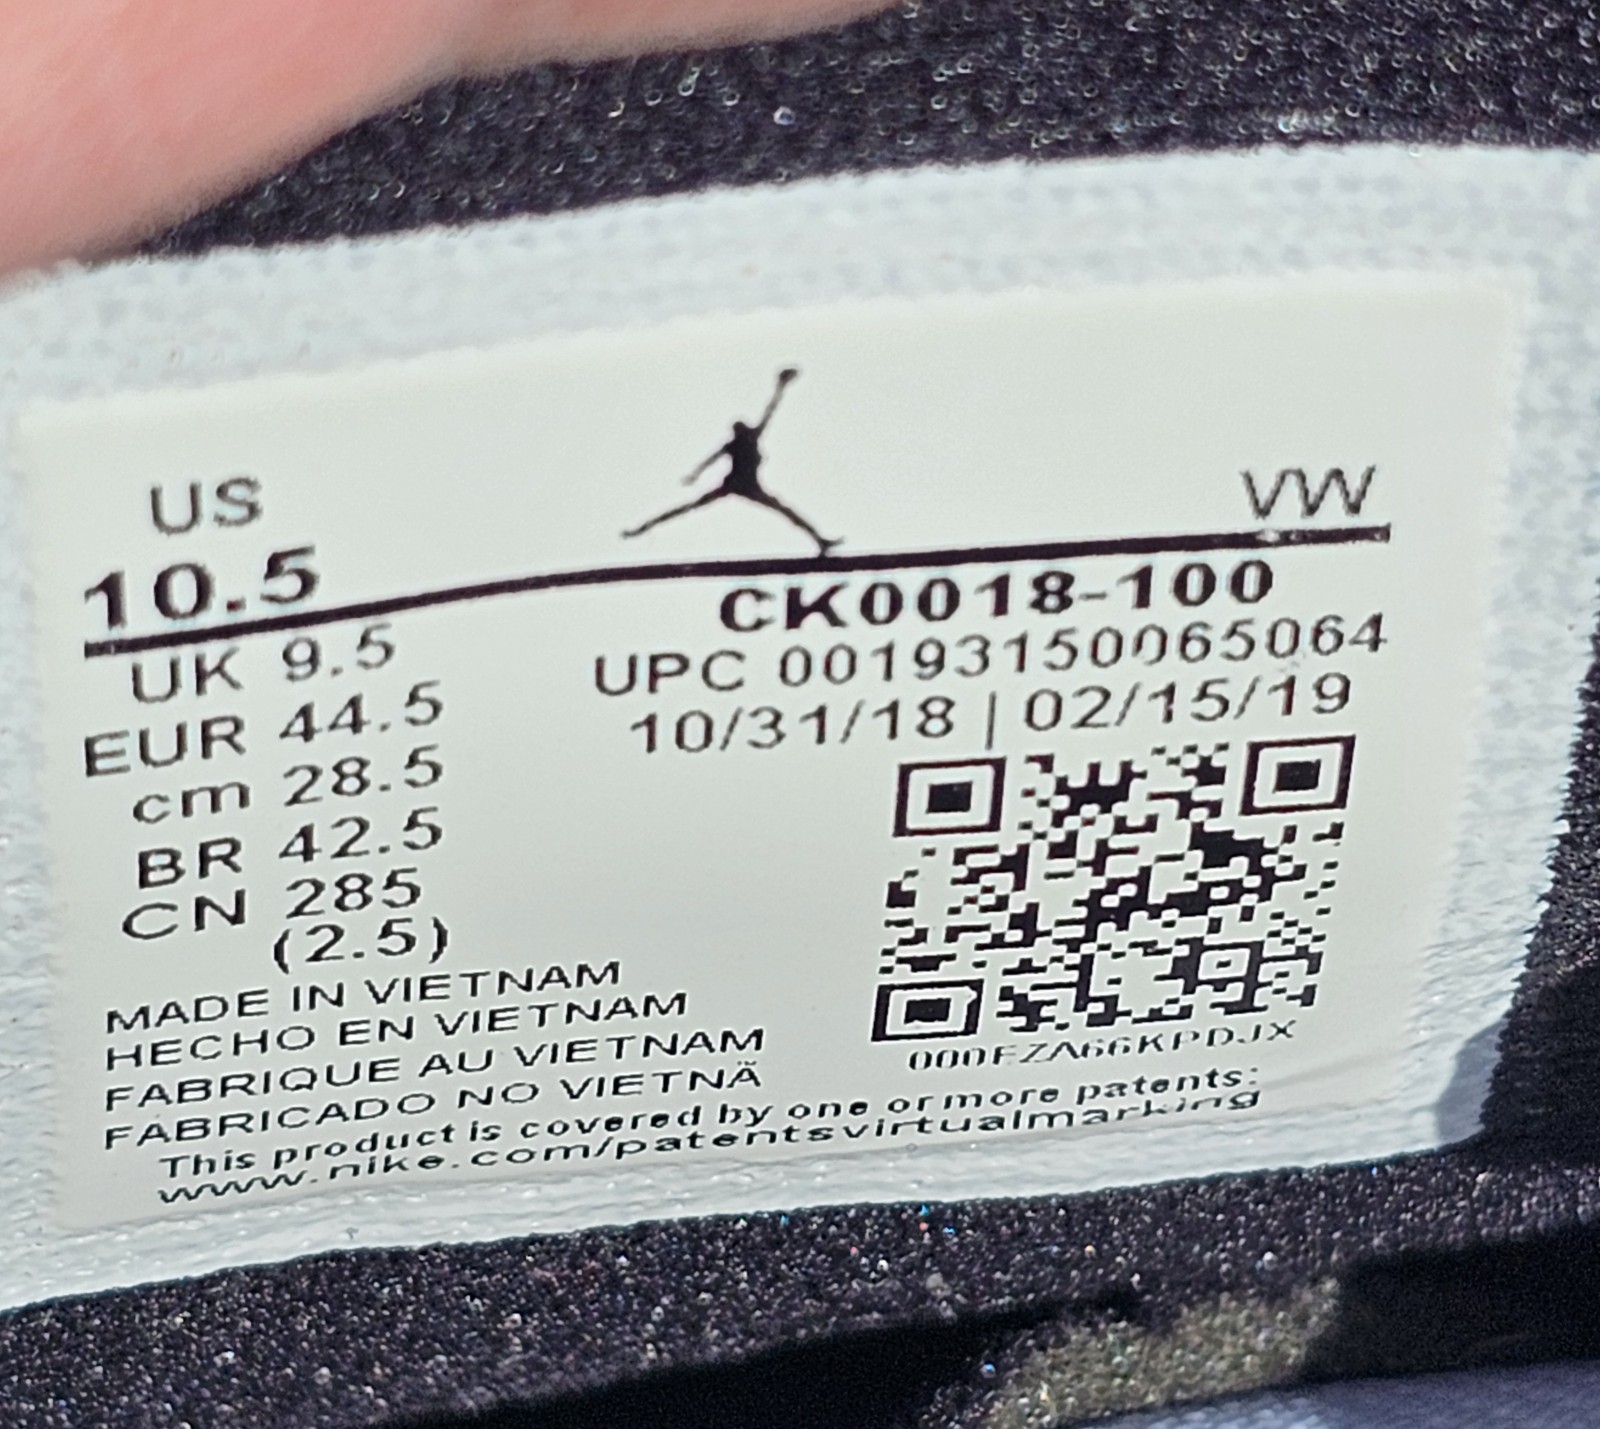 US
10.5
VW
UK 9.5
EUR 44.5
cm 28.5
BR 42.5
CN 285
(2.5)
CK0018-100
UPC 00193150065064
10/31/18 | 02/15/19
000FZA66KPDJX
MADE IN VIETNAM
HECHO EN VIETNAM
FABRIQUE AU VIETNAM
FABRICADO NO VIETNÃ
This product is covered by one or more patents:
www.nike.com/patentsvirtualmarking